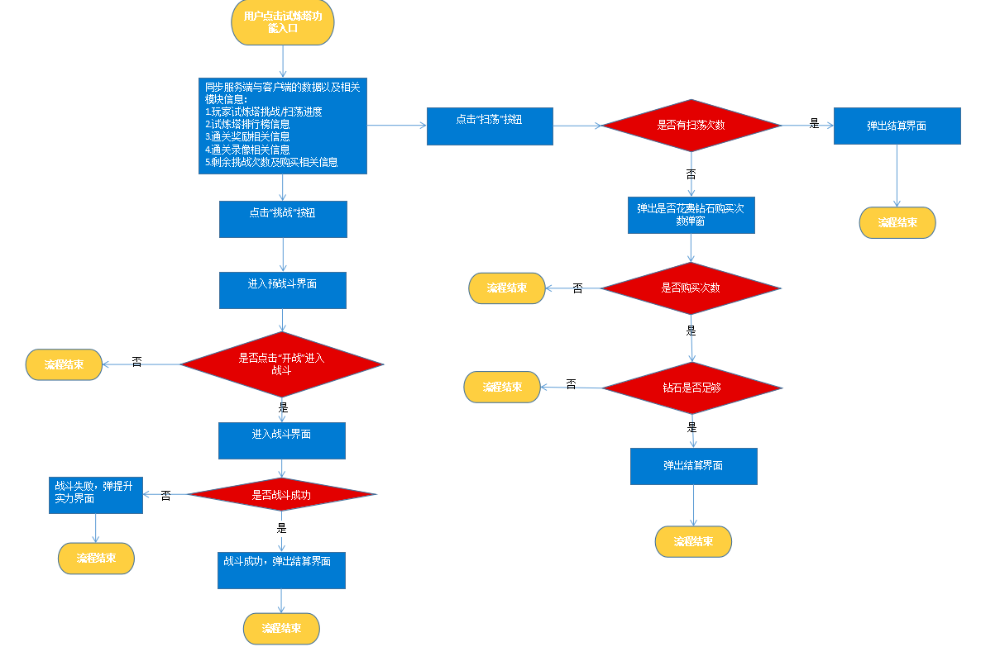 用户点击试炼塔功
能入口
同步服务端与客户端的数据以及相关
模块信息：
1.玩家试炼塔挑战/扫荡进度
2.试炼塔排行榜信息
3.通关奖励相关信息
4.通关录像相关信息
5.剩余挑战次数及购买相关信息
点击“扫荡”按钮
是否有扫荡次数
是
弹出结算界面
否
流程结束
弹出是否花费钻石购买次
数弹窗
是否购买次数
否
流程结束
是
钻石是否足够
否
流程结束
是
弹出结算界面
流程结束
点击“挑战”按钮
进入预战斗界面
是否点击“开战”进入
战斗
否
流程结束
是
进入战斗界面
是否战斗成功
否
战斗失败，弹提升
实力界面
流程结束
是
战斗成功，弹出结算界面
流程结束